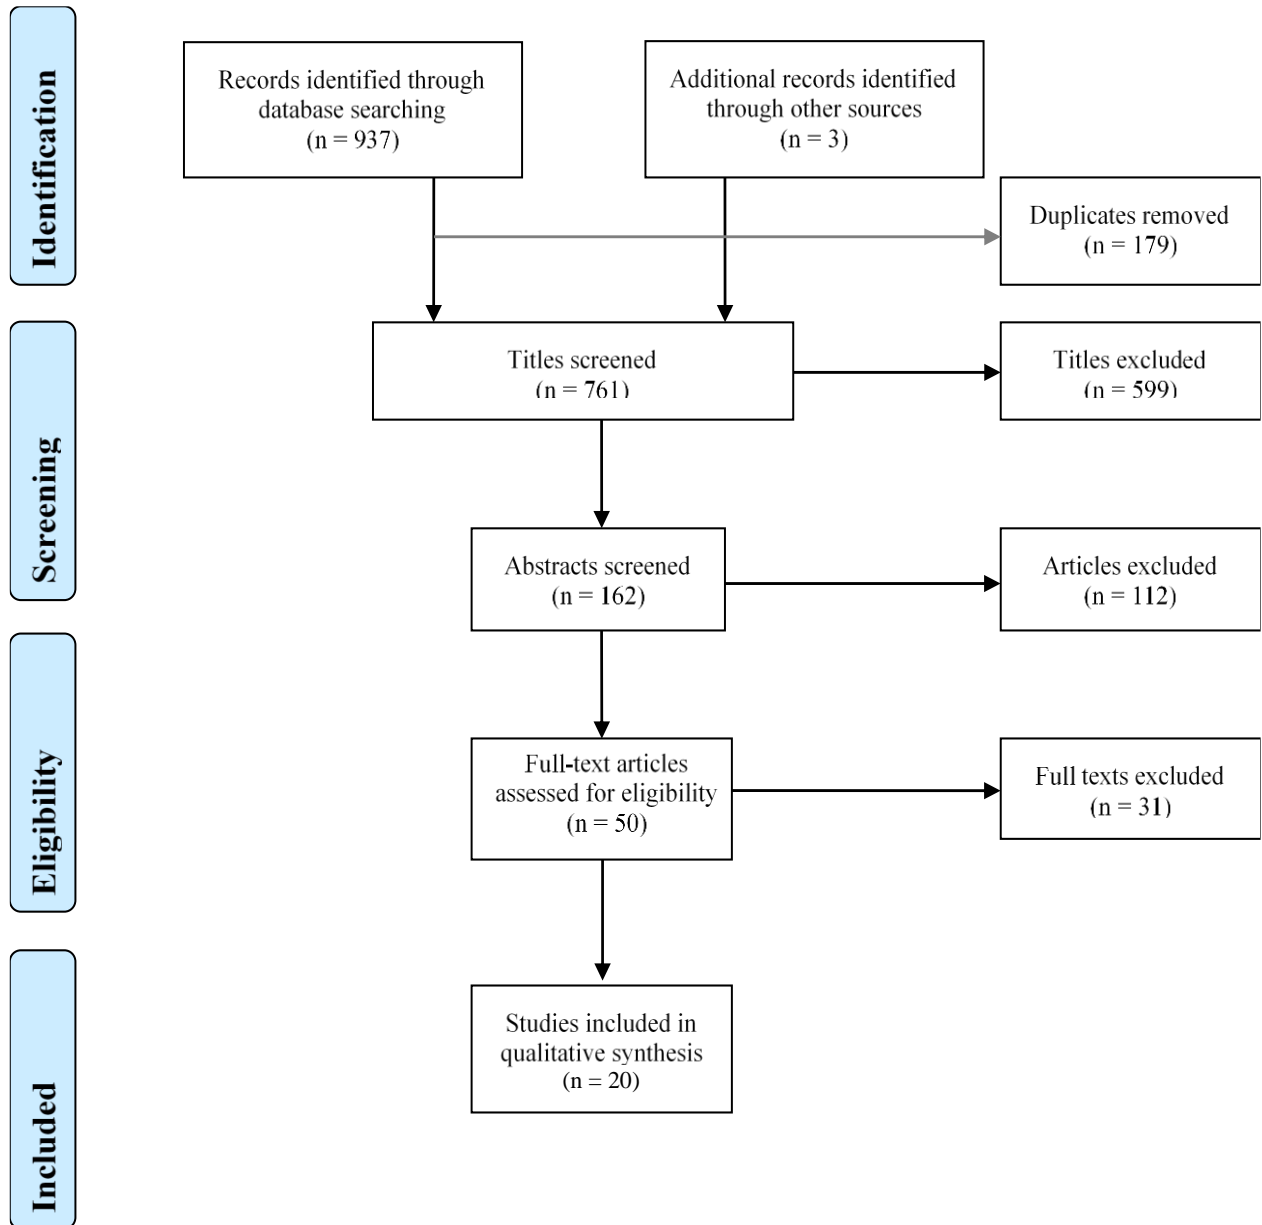 Identification
Records identified through
database searching
(n = 937)
Additional records identified
through other sources
(n = 3)
Duplicates removed
(n = 179)
Screening
Titles screened
(n = 761)
Titles excluded
(n = 599)
Abstracts screened
(n = 162)
Articles excluded
(n = 112)
Eligibility
Full-text articles
assessed for eligibility
(n = 50)
Full texts excluded
(n = 31)
Included
Studies included in
qualitative synthesis
(n = 20)